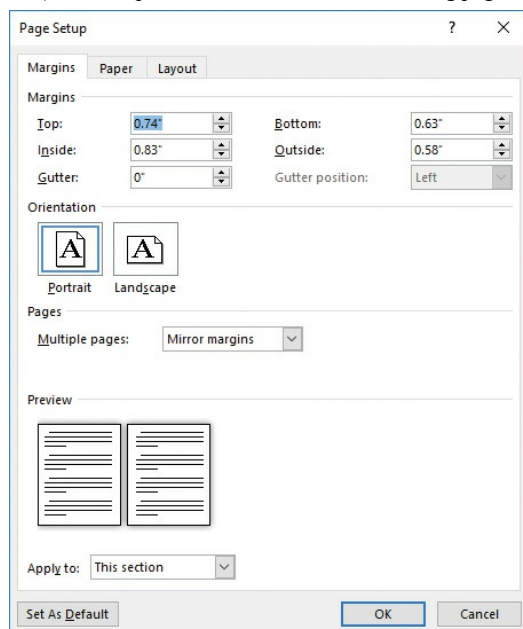 Page Setup ? ×
Margins Paper Layout
Margins
Top: 0.74" Bottom: 0.63"
Inside: 0.83" Outside: 0.58"
Gutter: 0" Gutter position: Left
Orientation
A A
Portrait Landscape
Pages
Multiple pages: Mirror margins
Preview
Apply to: This section
Set As Default OK Cancel